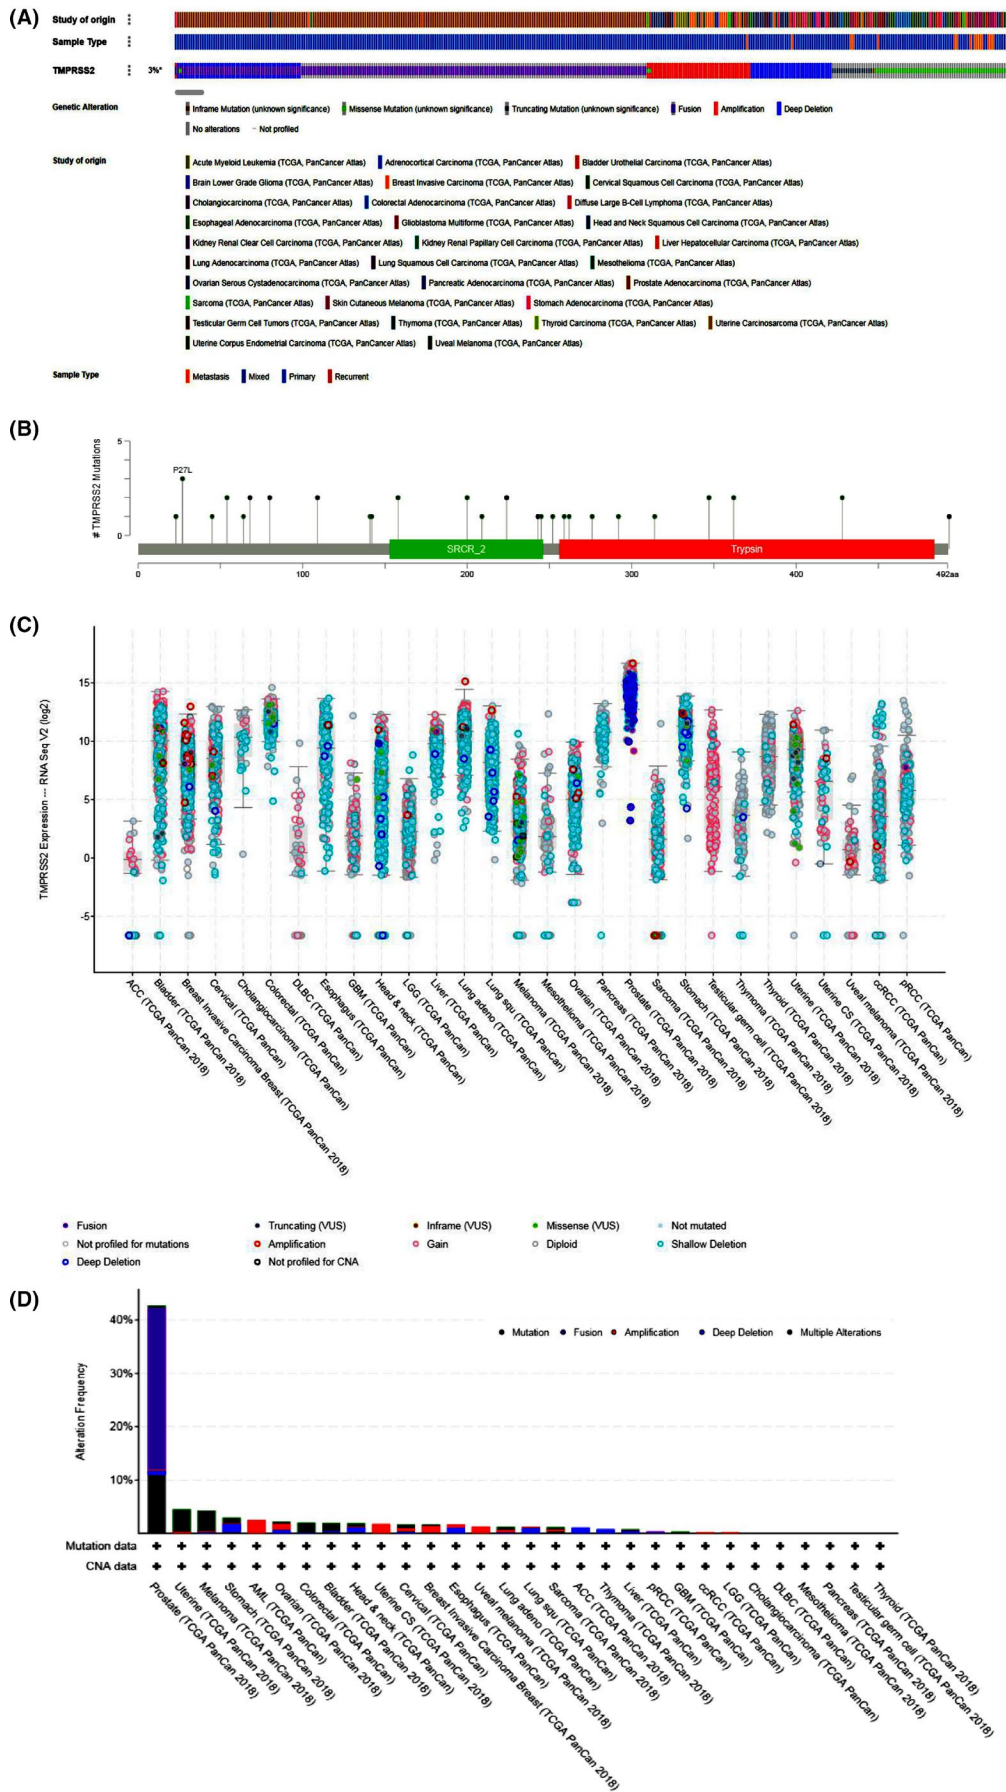 (A)
Study of origin
Sample Type
TMPRSS2 3%*
Genetic Alteration Inframe Mutation (unknown significance) Missense Mutation (unknown significance) Truncating Mutation (unknown significance) Fusion Amplification Deep Deletion
No alterations - Not profiled
Study of origin Acute Myeloid Leukemia (TCGA, PanCancer Atlas) Adrenocortical Carcinoma (TCGA, PanCancer Atlas) Bladder Urothelial Carcinoma (TCGA, PanCancer Atlas)
Brain Lower Grade Glioma (TCGA, PanCancer Atlas) Breast Invasive Carcinoma (TCGA, PanCancer Atlas) Cervical Squamous Cell Carcinoma (TCGA, PanCancer Atlas)
Cholangiocarcinoma (TCGA, PanCancer Atlas) Colorectal Adenocarcinoma (TCGA, PanCancer Atlas) Diffuse Large B-Cell Lymphoma (TCGA, PanCancer Atlas)
Esophageal Adenocarcinoma (TCGA, PanCancer Atlas) Glioblastoma Multiforme (TCGA, PanCancer Atlas) Head and Neck Squamous Cell Carcinoma (TCGA, PanCancer Atlas)
Kidney Renal Clear Cell Carcinoma (TCGA, PanCancer Atlas) Kidney Renal Papillary Cell Carcinoma (TCGA, PanCancer Atlas) Liver Hepatocellular Carcinoma (TCGA, PanCancer Atlas)
Lung Adenocarcinoma (TCGA, PanCancer Atlas) Lung Squamous Cell Carcinoma (TCGA, PanCancer Atlas) Mesothelioma (TCGA, PanCancer Atlas)
Ovarian Serous Cystadenocarcinoma (TCGA, PanCancer Atlas) Pancreatic Adenocarcinoma (TCGA, PanCancer Atlas) Prostate Adenocarcinoma (TCGA, PanCancer Atlas)
Sarcoma (TCGA, PanCancer Atlas) Skin Cutaneous Melanoma (TCGA, PanCancer Atlas) Stomach Adenocarcinoma (TCGA, PanCancer Atlas)
Testicular Germ Cell Tumors (TCGA, PanCancer Atlas) Thymoma (TCGA, PanCancer Atlas) Thyroid Carcinoma (TCGA, PanCancer Atlas) Uterine Carcinosarcoma (TCGA, PanCancer Atlas)
Uterine Corpus Endometrial Carcinoma (TCGA, PanCancer Atlas) Uveal Melanoma (TCGA, PanCancer Atlas)
Sample Type Metastasis Mixed Primary Recurrent
(B)
# TMPRSS2 Mutations
5
0
P27L
SRCR_2
Trypsin
0 100 200 300 400 492aa
(C)
TMPRSS2 Expression --- RNA Seq V2 (log2)
15
10
5
0
-5
ACC (TCGA PanCan 2018)
Bladder (TCGA PanCan 2018)
Breast Invasive Carcinoma Breast (TCGA PanCan 2018)
Cervical (TCGA PanCan)
Cholangiocarcinoma (TCGA PanCan)
Colorectal (TCGA PanCan)
DLBC (TCGA PanCan)
Esophagus (TCGA PanCan)
GBM (TCGA PanCan)
Head & neck (TCGA PanCan)
LGG (TCGA PanCan)
Liver (TCGA PanCan)
Lung adeno (TCGA PanCan)
Lung squ (TCGA PanCan)
Melanoma (TCGA PanCan 2018)
Mesothelioma (TCGA PanCan 2018)
Ovarian (TCGA PanCan)
Pancreas (TCGA PanCan 2018)
Prostate (TCGA PanCan 2018)
Sarcoma (TCGA PanCan 2018)
Stomach (TCGA PanCan 2018)
Testicular germ cell (TCGA PanCan 2018)
Thymoma (TCGA PanCan 2018)
Thyroid (TCGA PanCan 2018)
Uterine (TCGA PanCan 2018)
Uterine CS (TCGA PanCan 2018)
Uveal melanoma (TCGA PanCan 2018)
ccRCC (TCGA PanCan)
pRCC (TCGA PanCan)
Fusion Truncating (VUS) Inframe (VUS) Missense (VUS) Not mutated
Not profiled for mutations Amplification Gain Diploid Shallow Deletion
Deep Deletion Not profiled for CNA
(D)
Alteration Frequency
40%
30%
20%
10%
Mutation Fusion Amplification Deep Deletion Multiple Alterations
Mutation data
CNA data
Prostate (TCGA PanCan 2018)
Uterine (TCGA PanCan 2018)
Melanoma (TCGA PanCan 2018)
Stomach (TCGA PanCan 2018)
AML (TCGA PanCan)
Ovarian (TCGA PanCan)
Colorectal (TCGA PanCan)
Bladder (TCGA PanCan 2018)
Head & neck (TCGA PanCan)
Uterine CS (TCGA PanCan 2018)
Cervical (TCGA PanCan)
Breast Invasive Carcinoma Breast (TCGA PanCan 2018)
Esophagus (TCGA PanCan)
Uveal melanoma (TCGA PanCan 2018)
Lung adeno (TCGA PanCan)
Lung squ (TCGA PanCan)
Sarcoma (TCGA PanCan 2018)
ACC (TCGA PanCan 2018)
Thymoma (TCGA PanCan 2018)
Liver (TCGA PanCan)
pRCC (TCGA PanCan)
GBM (TCGA PanCan)
ccRCC (TCGA PanCan)
LGG (TCGA PanCan)
Cholangiocarcinoma (TCGA PanCan)
DLBC (TCGA PanCan)
Mesothelioma (TCGA PanCan 2018)
Pancreas (TCGA PanCan 2018)
Testicular germ cell (TCGA PanCan 2018)
Thyroid (TCGA PanCan 2018)